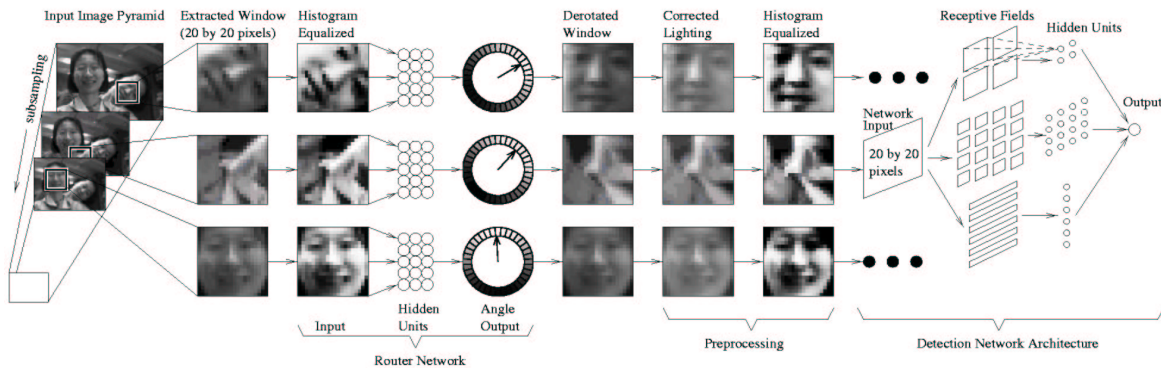 Input Image Pyramid
Extracted Window
(20 by 20 pixels)
Histogram
Equalized
Derotated
Window
Corrected
Lighting
Histogram
Equalized
Receptive Fields
Hidden Units
subsampling
Network
Input
20 by 20
pixels
Output
Input
Hidden
Units
Angle
Output
Router Network
Preprocessing
Detection Network Architecture